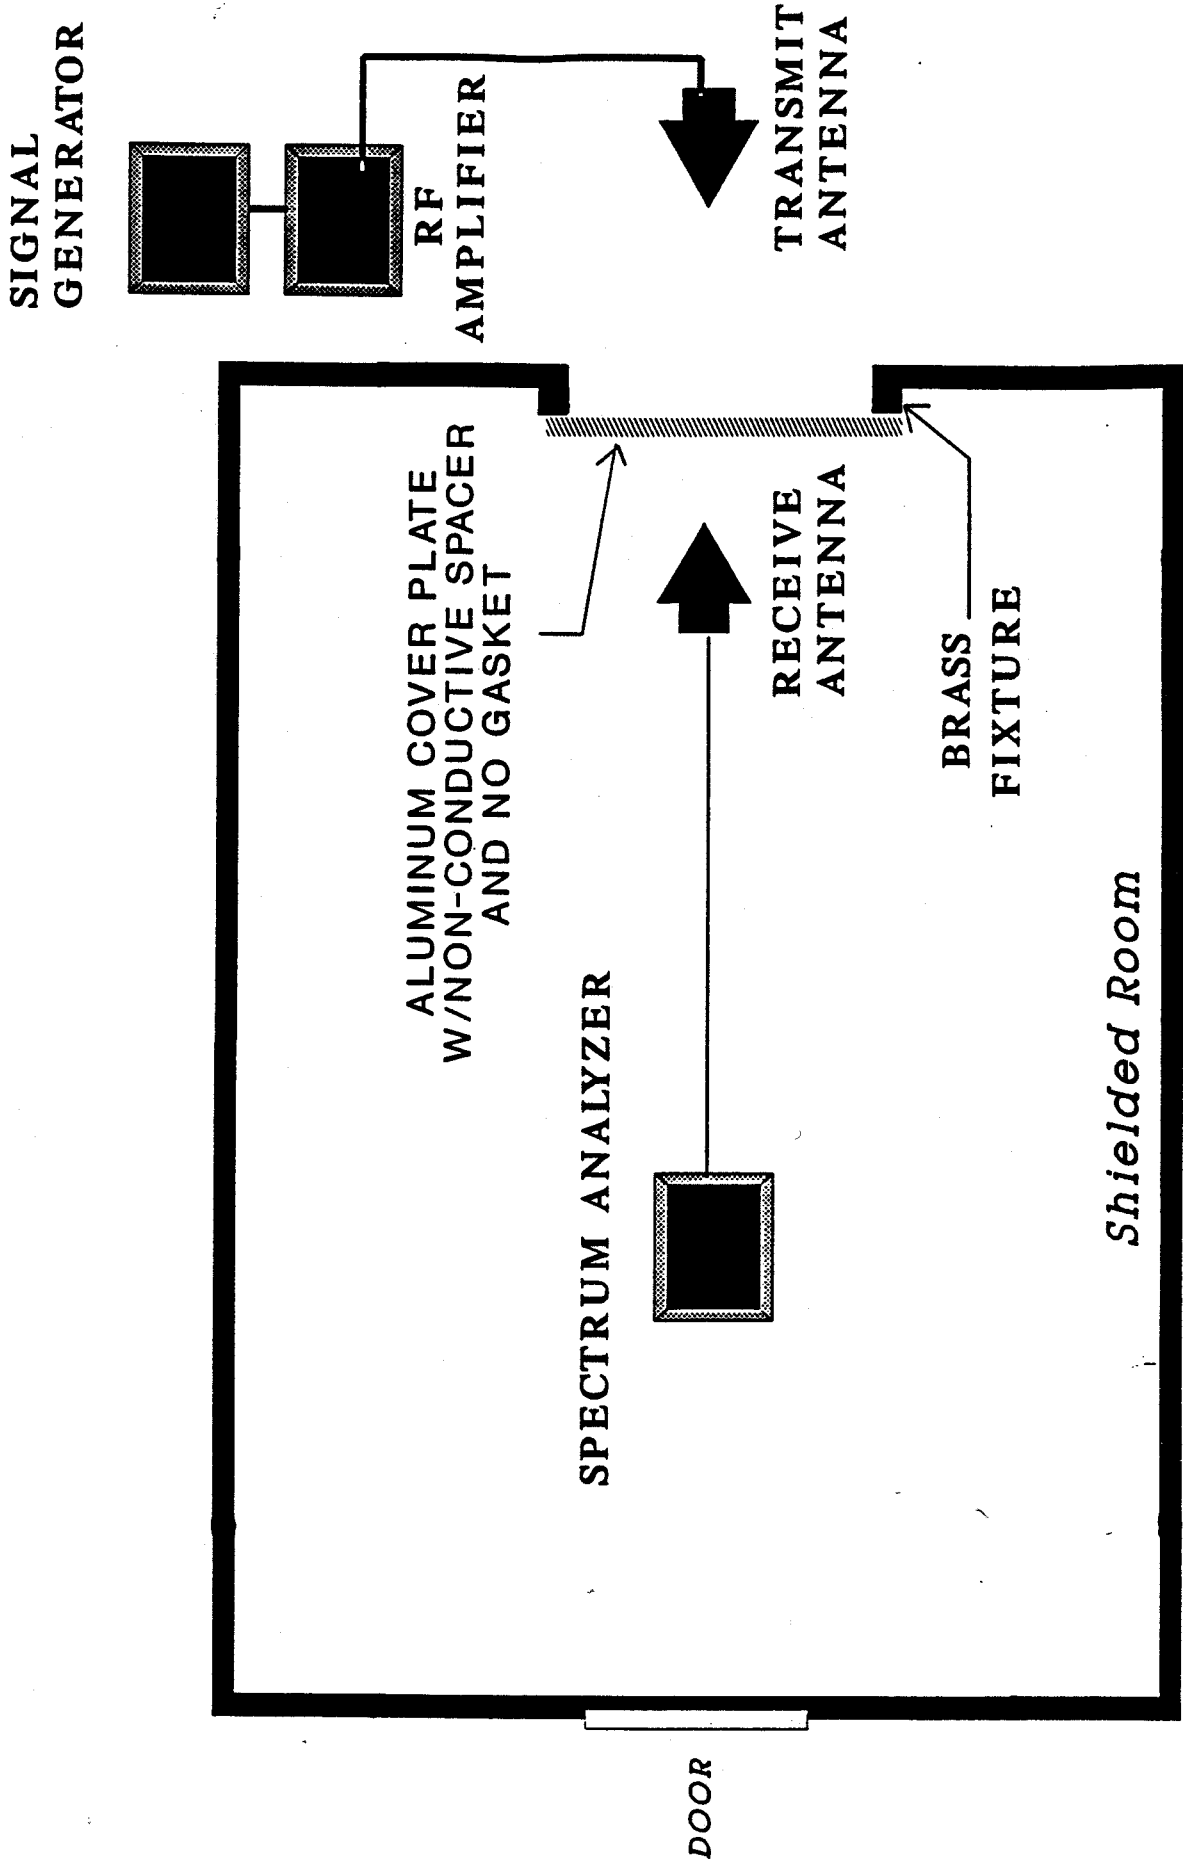 SIGNAL
GENERATOR
RF
AMPLIFIER
TRANSMIT
ANTENNA
ALUMINUM COVER PLATE
W/NON-CONDUCTIVE SPACER
AND NO GASKET
RECEIVE
ANTENNA
BRASS
FIXTURE
SPECTRUM ANALYZER
Shielded Room
DOOR